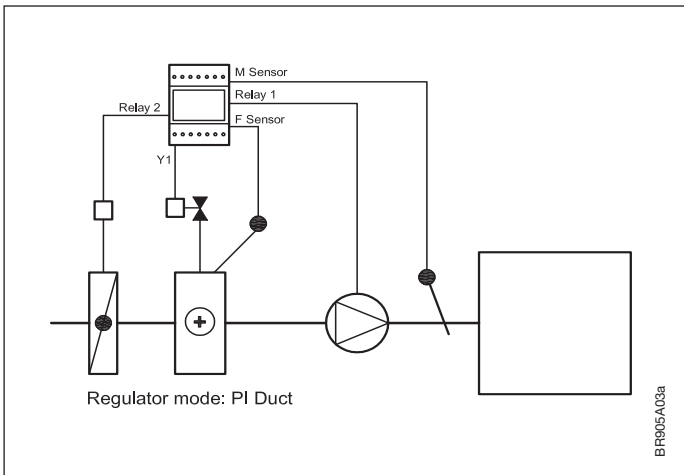 M Sensor
Relay 1
Relay 2
F Sensor
Y1
Regulator mode: PI Duct
BR905A03a